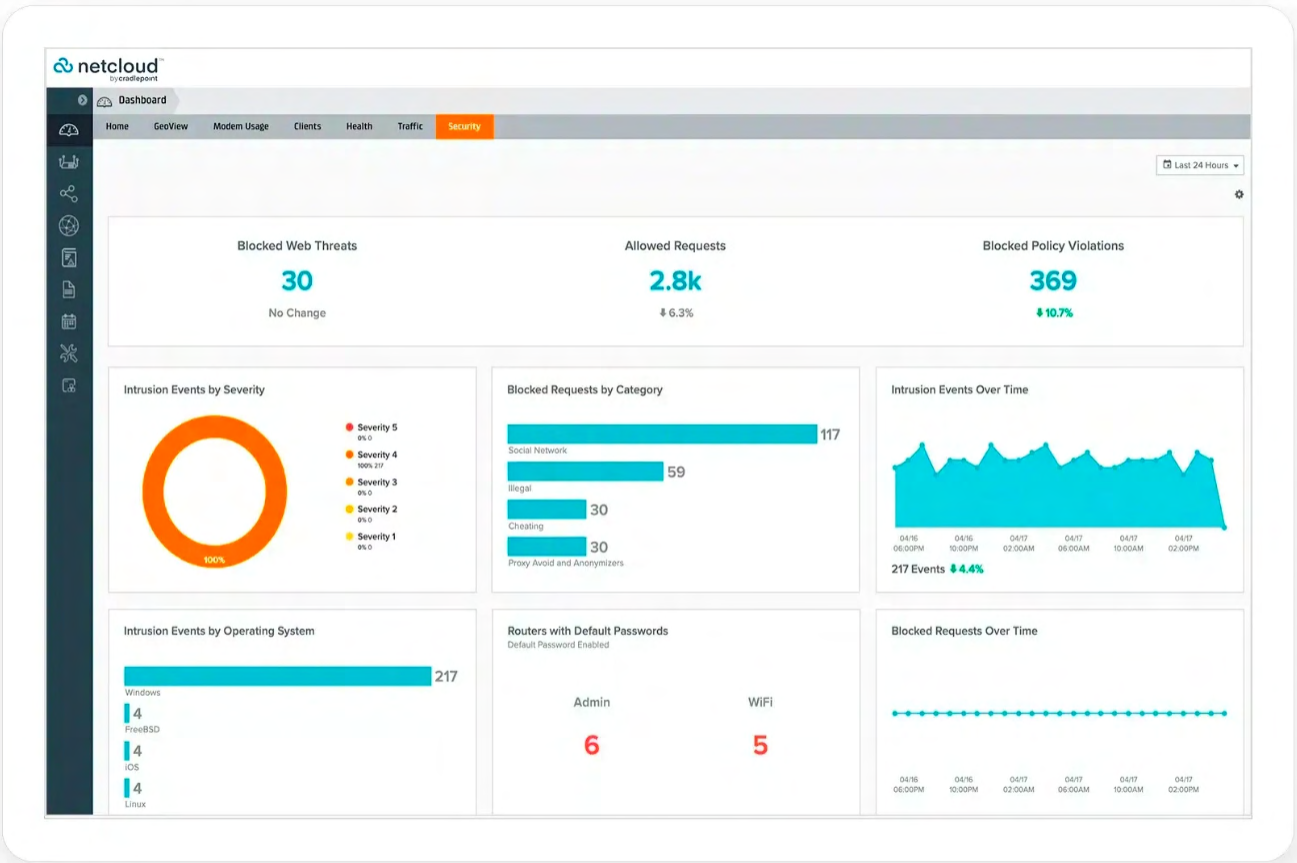 netcloud™
by cradlepoint
Dashboard
Home GeoView Modem Usage Clients Health Traffic Security
Last 24 Hours
Blocked Web Threats
30
No Change
Allowed Requests
2.8k
6.3%
Blocked Policy Violations
369
10.7%
Intrusion Events by Severity
100%
Severity 5
0% 0
Severity 4
100% 217
Severity 3
0% 0
Severity 2
0% 0
Severity 1
0% 0
Blocked Requests by Category
117
Social Network
59
Illegal
30
Cheating
30
Proxy Avoid and Anonymizers
Intrusion Events Over Time
04/16 04/16 04/17 04/17 04/17 04/17
06:00PM 10:00PM 02:00AM 06:00AM 10:00AM 02:00PM
217 Events 4.4%
Intrusion Events by Operating System
217
Windows
4
FreeBSD
4
iOS
4
Linux
Routers with Default Passwords
Default Password Enabled
Admin WiFi
6 5
Blocked Requests Over Time
04/16 04/16 04/17 04/17 04/17 04/17
06:00PM 10:00PM 02:00AM 06:00AM 10:00AM 02:00PM